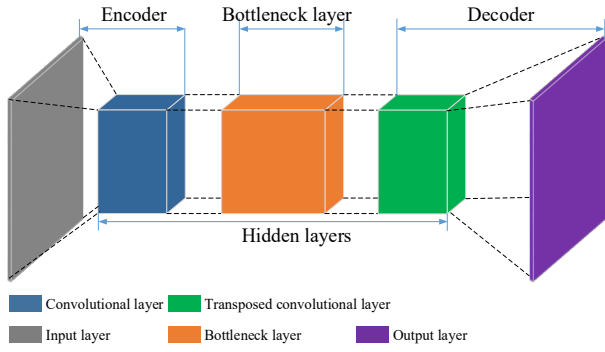 Encoder Bottleneck layer Decoder
Hidden layers
Convolutional layer Transposed convolutional layer
Input layer Bottleneck layer Output layer